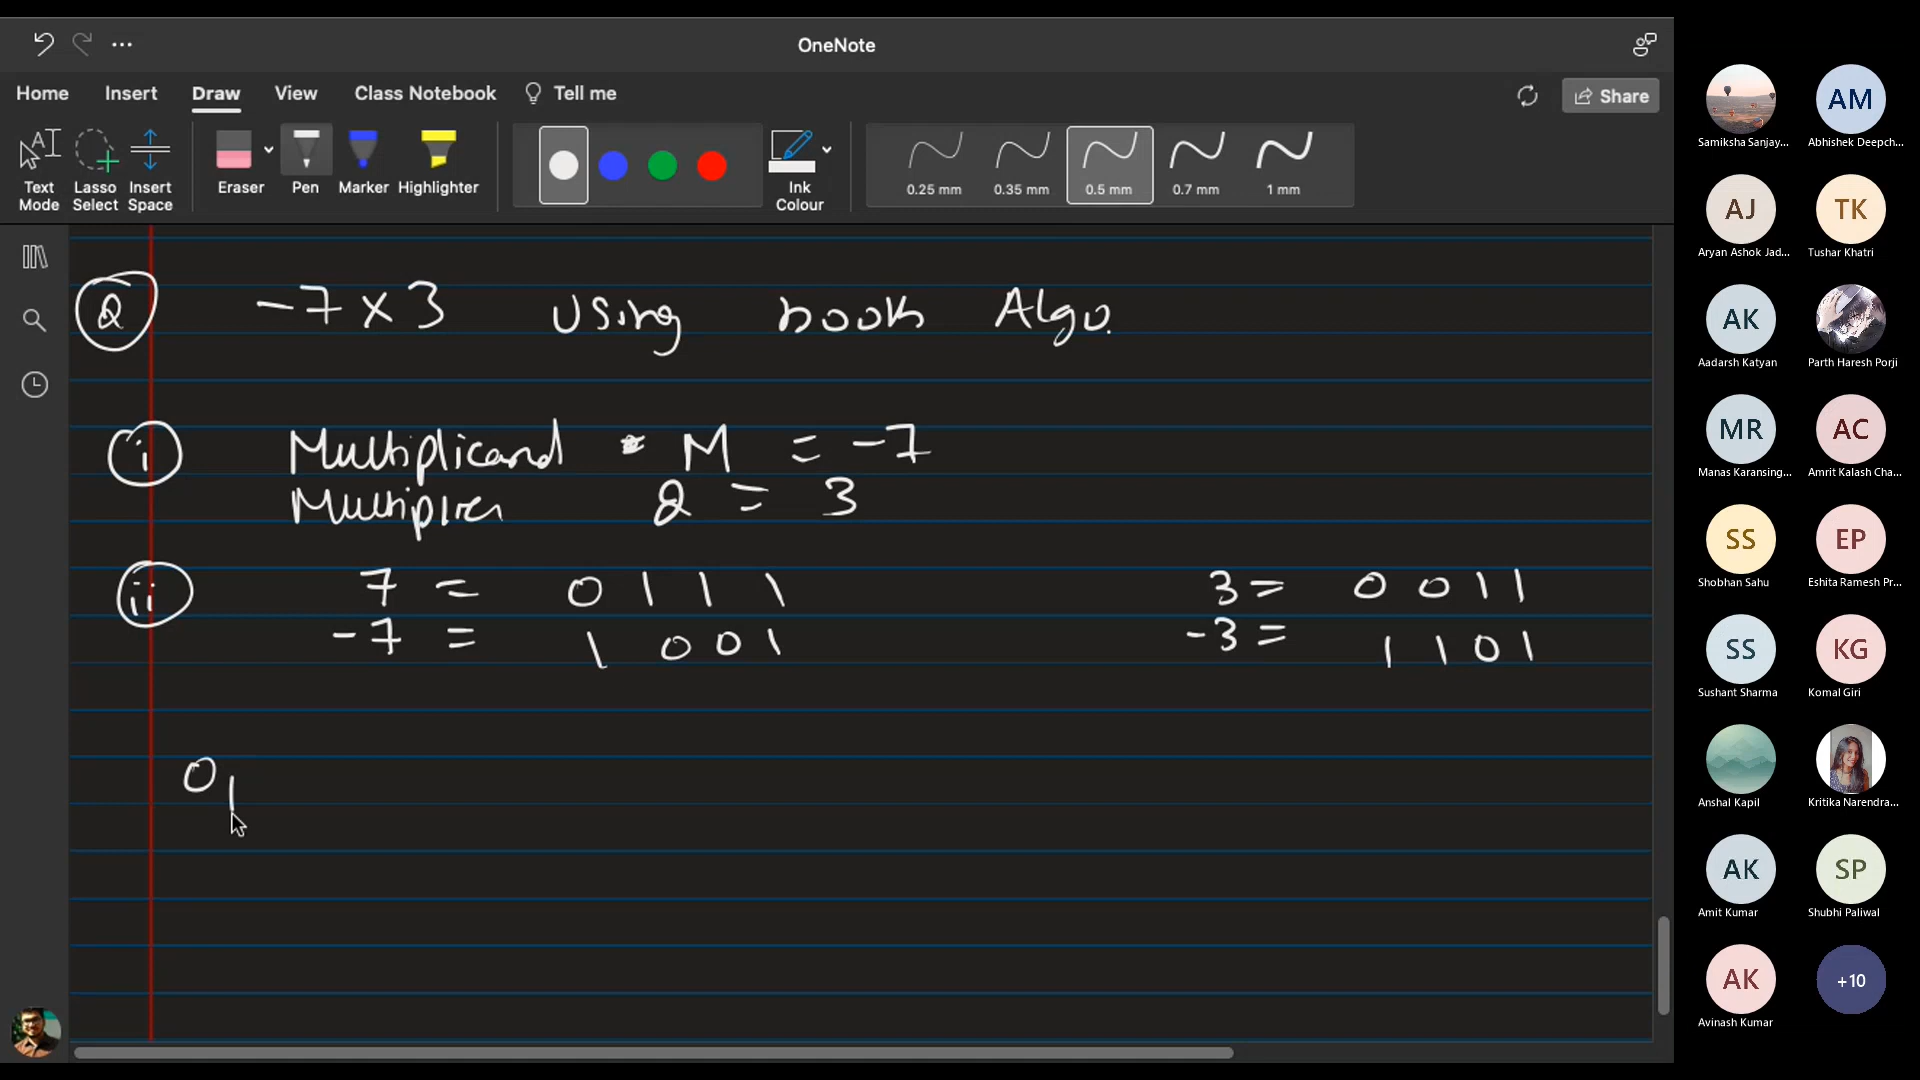 OneNote
Home Insert Draw View Class Notebook Tell me Share
Text Mode Lasso Select Insert Space Eraser Pen Marker Highlighter Ink Colour 0.25 mm 0.35 mm 0.5 mm 0.7 mm 1 mm
Q -7 x 3 Using booth Algo.
i Multiplicand M = -7
Multiplier Q = 3
ii 7 = 0 1 1 1 3 = 0 0 1 1
-7 = 1 0 0 1 -3 = 1 1 0 1
0 1
Samiksha Sanjay... AM Abhishek Deepch...
AJ Aryan Ashok Jad... TK Tushar Khatri
AK Aadarsh Katyan Parth Haresh Porji
MR Manas Karansing... AC Amrit Kalash Cha...
SS Shobhan Sahu EP Eshita Ramesh Pr...
SS Sushant Sharma KG Komal Giri
Anshal Kapil Kritika Narendra...
AK Amit Kumar SP Shubhi Paliwal
AK Avinash Kumar +10